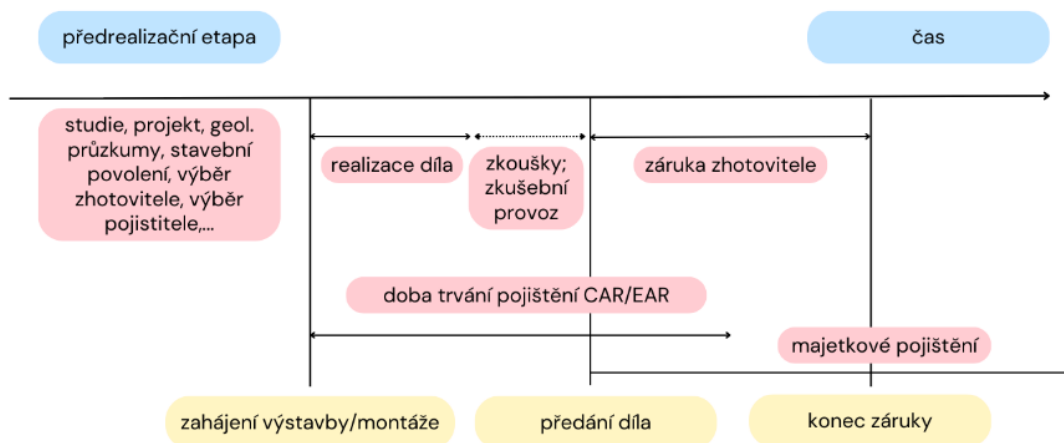 předrealizační etapa
čas
studie, projekt, geol.
průzkumy, stavební
povolení, výběr
zhotovitele, výběr
pojistitele,...
realizace díla
zkoušky;
zkušební
provoz
záruka zhotovitele
doba trvání pojištění CAR/EAR
majetkové pojištění
zahájení výstavby/montáže
předání díla
konec záruky